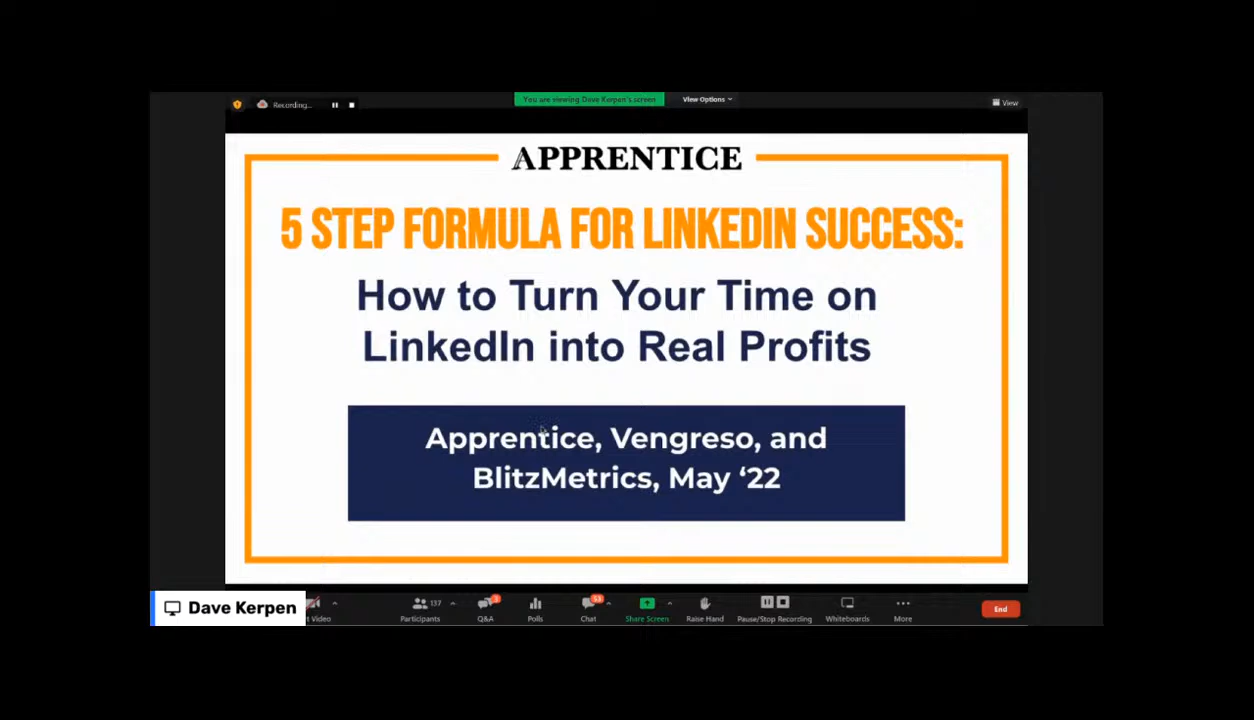 Recording...
You are viewing Dave Kerpen's screen
View Options
View
APPRENTICE
5 STEP FORMULA FOR LINKEDIN SUCCESS:
How to Turn Your Time on
LinkedIn into Real Profits
Apprentice, Vengreso, and
BlitzMetrics, May ‘22
Dave Kerpen
t Video
137
Participants
Q&A
Polls
53
Chat
Share Screen
Raise Hand
Pause/Stop Recording
Whiteboards
More
End